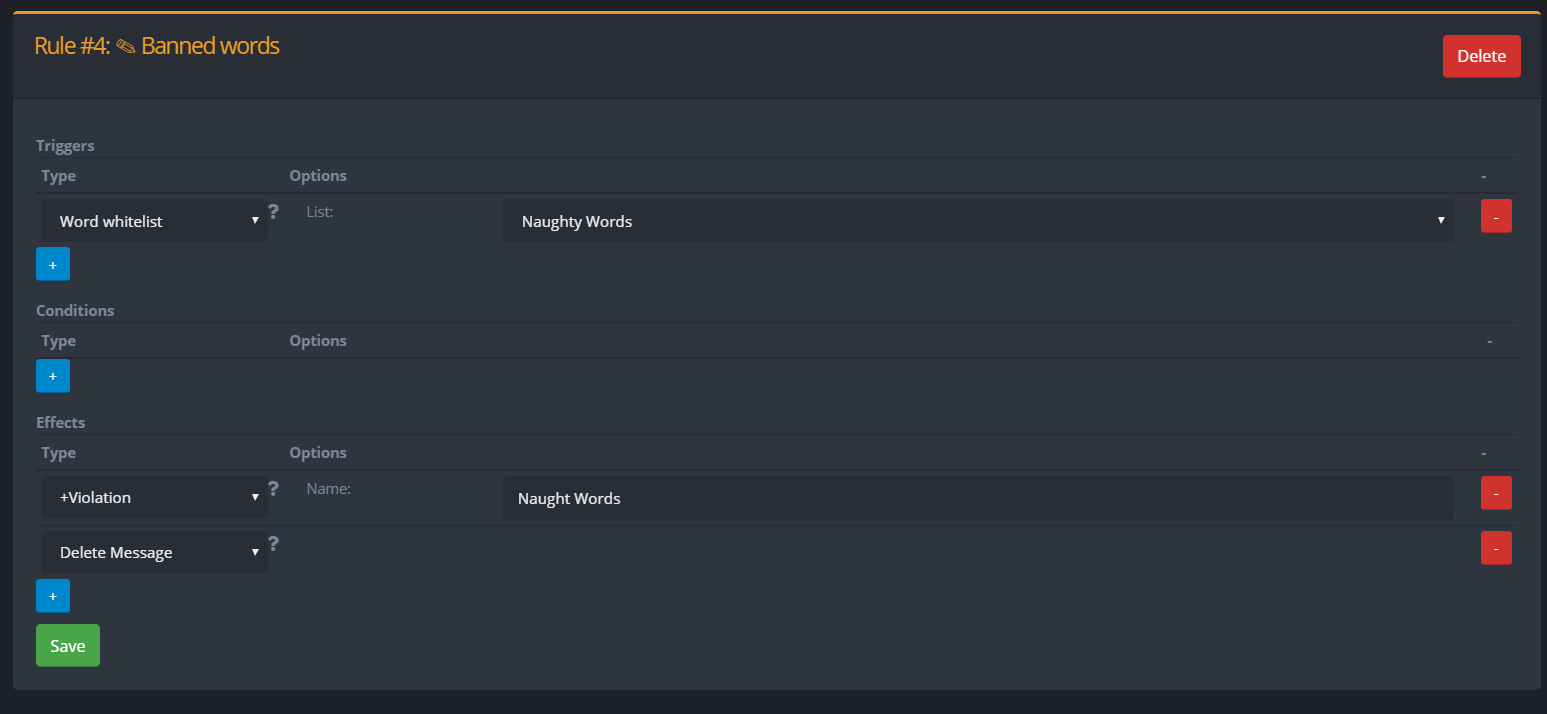 Rule #4: ✎ Banned words
Delete
Triggers
Type Options -
Word whitelist ▼ ? List: Naughty Words ▼ -
+
Conditions
Type Options -
+
Effects
Type Options -
+Violation ▼ ? Name: Naught Words -
Delete Message ▼ ? -
+
Save